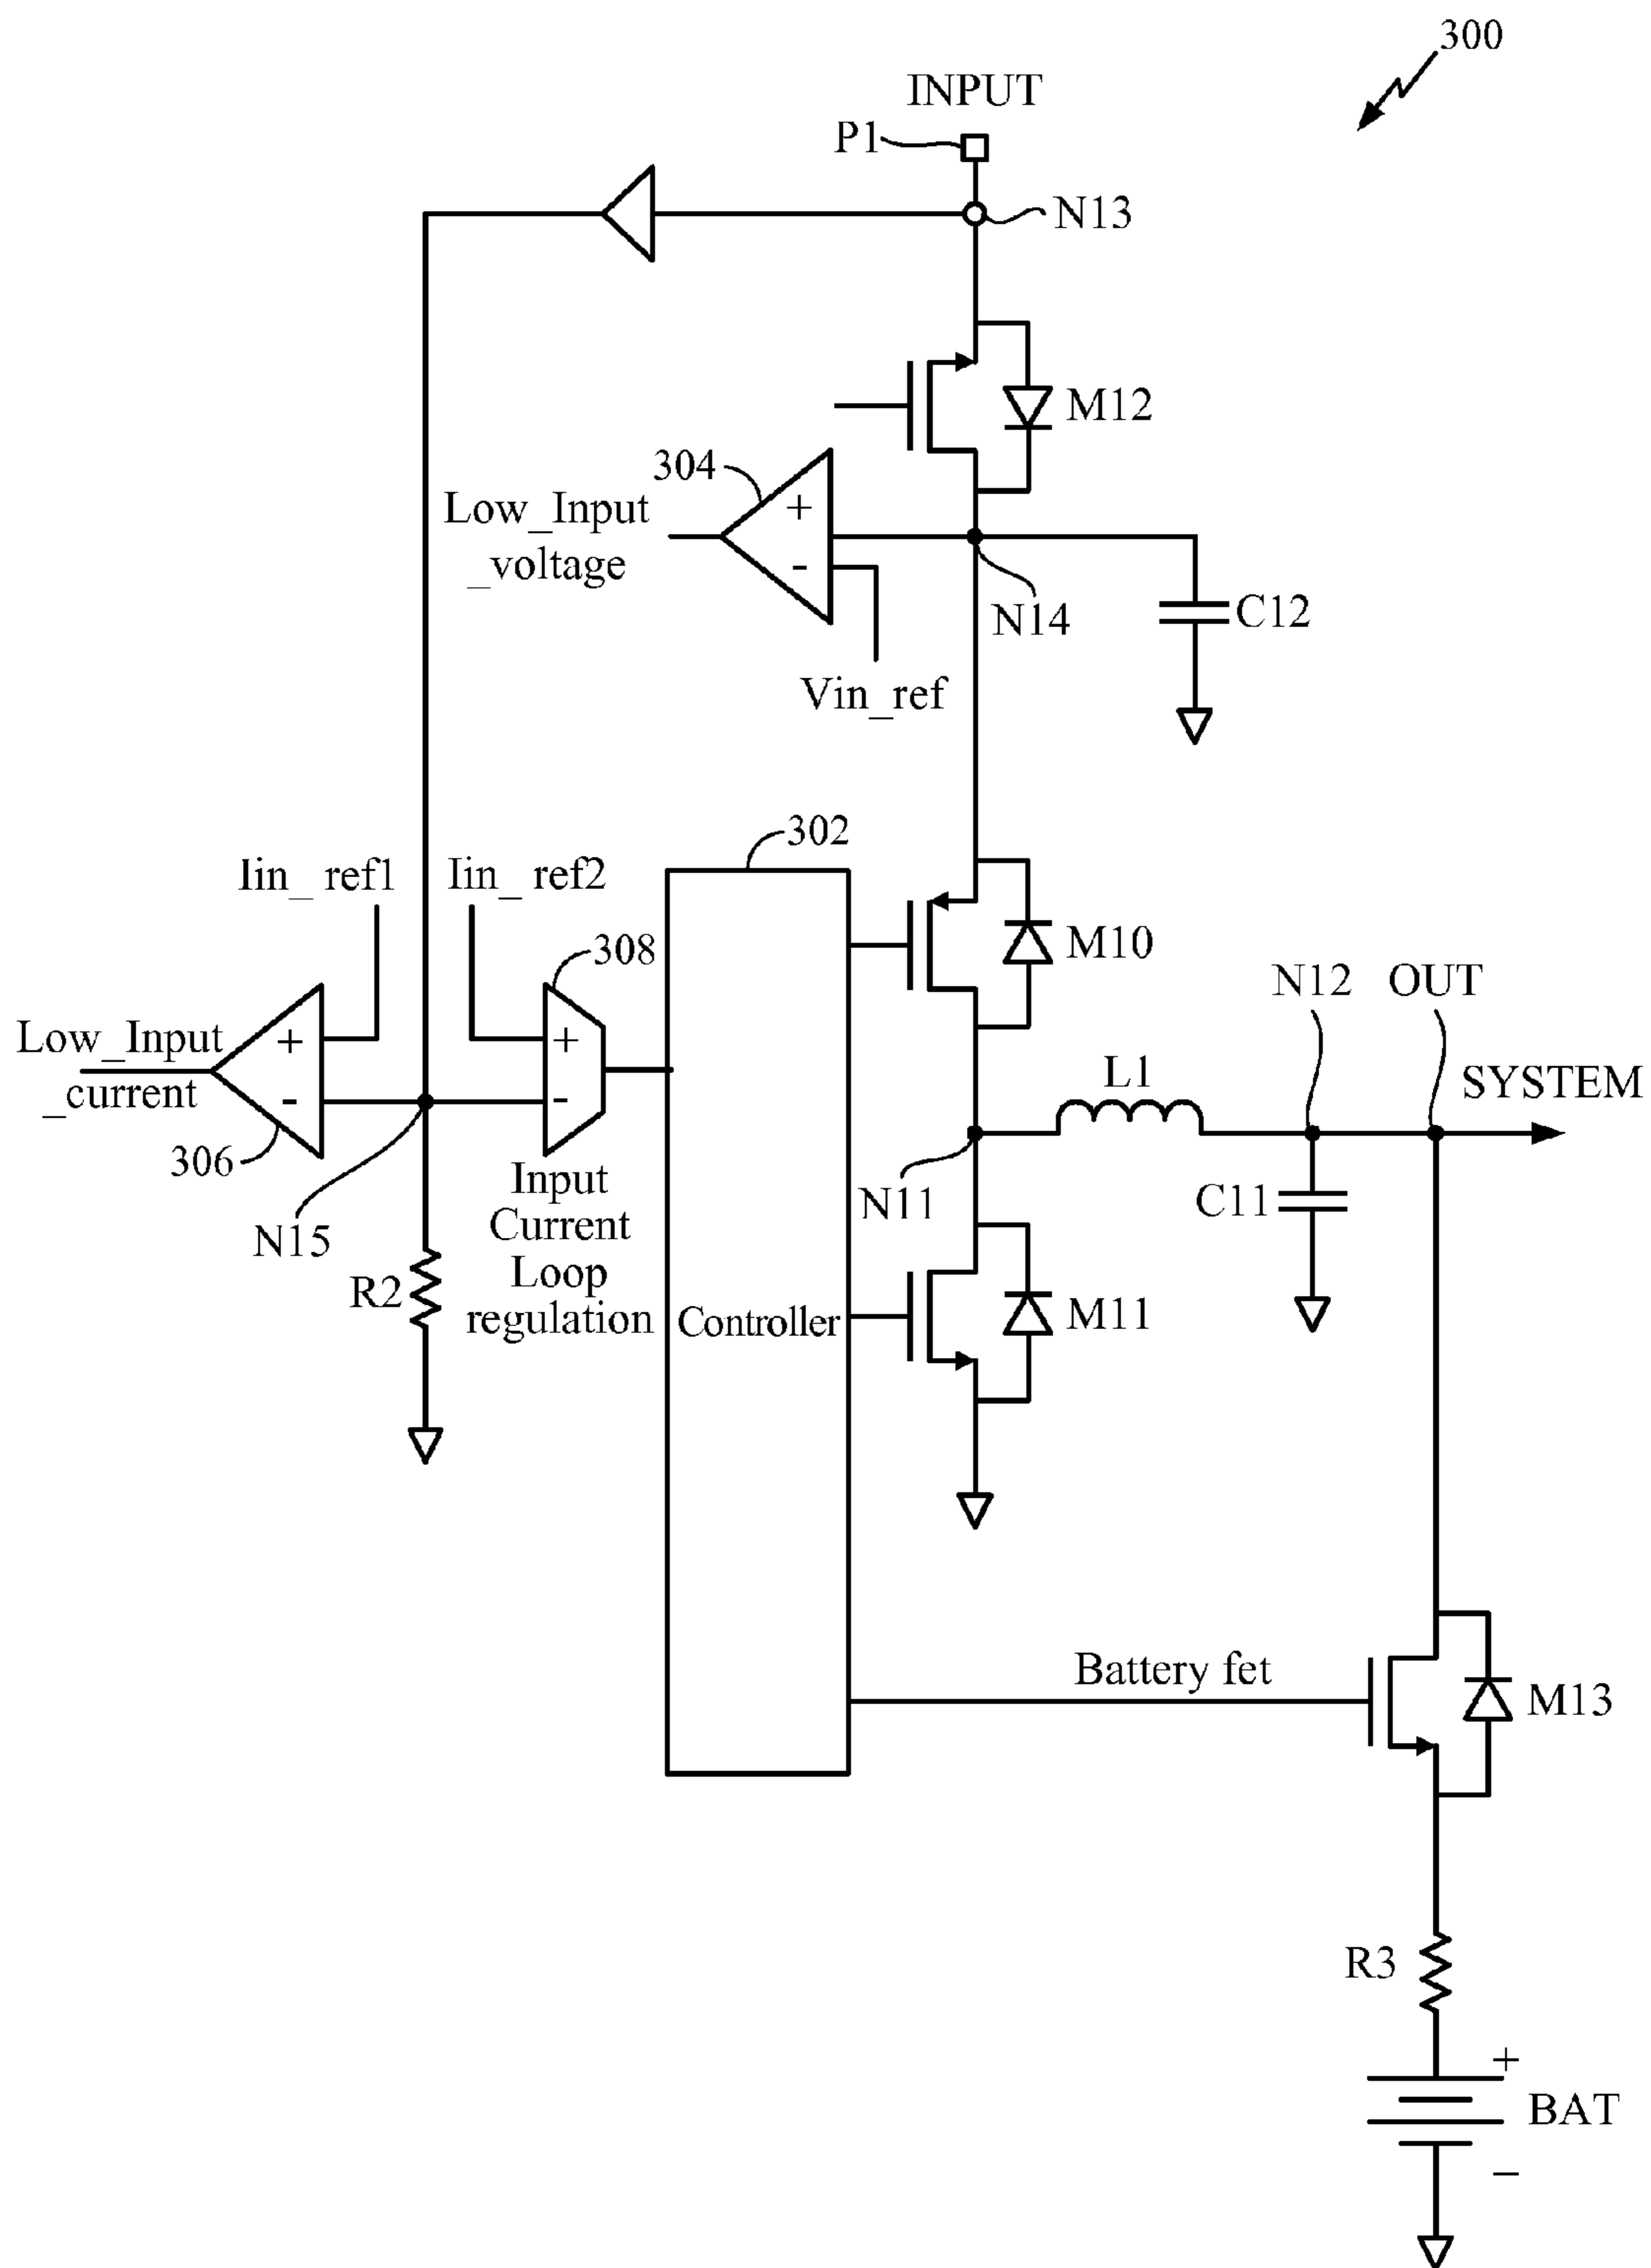 300
INPUT
P1
N13
M12
304
+
Low_Input
_voltage
-
N14
C12
Vin_ref
302
Iin_ ref1
Iin_ ref2
308
M10
N12
OUT
Low_Input
_current
+
-
+
-
L1
SYSTEM
306
N11
C11
N15
Input
Current
Loop
regulation
R2
Controller
M11
Battery fet
M13
R3
+
BAT
−